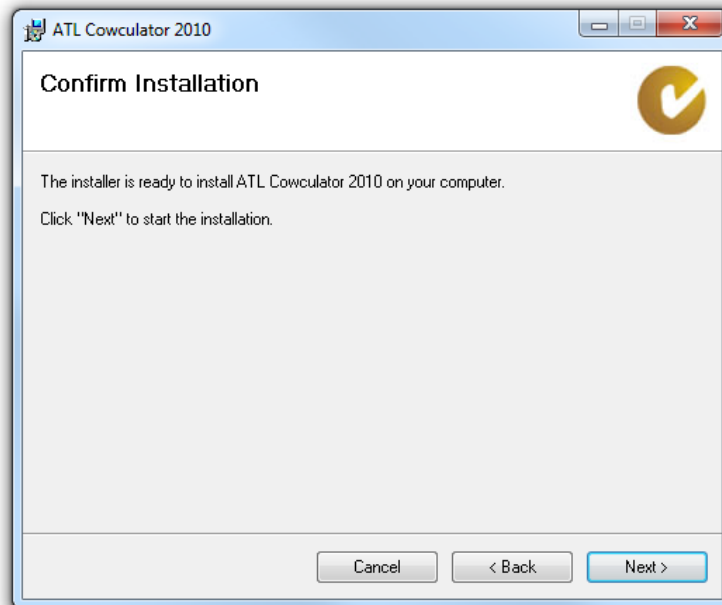 ATL Cowculator 2010
Confirm Installation
The installer is ready to install ATL Cowculator 2010 on your computer.
Click "Next" to start the installation.
Cancel
< Back
Next >